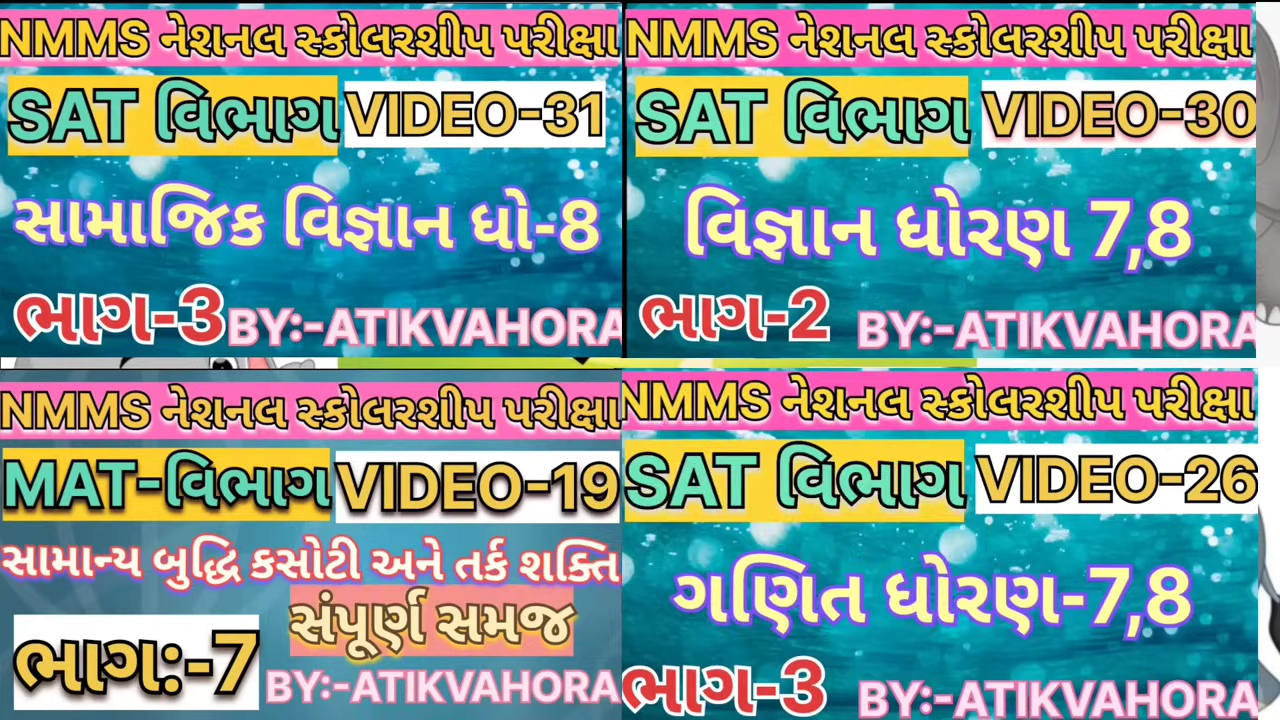 NMMS નેશનલ સ્કોલરશીપ પરીક્ષા
SAT વિભાગ VIDEO-31
સામાજિક વિજ્ઞાન ધો-8
ભાગ-3 BY:-ATIKVAHORA
NMMS નેશનલ સ્કોલરશીપ પરીક્ષા
SAT વિભાગ VIDEO-30
વિજ્ઞાન ધોરણ 7,8
ભાગ-2 BY:-ATIKVAHORA
NMMS નેશનલ સ્કોલરશીપ પરીક્ષા
MAT-વિભાગ VIDEO-19
સામાન્ય બુદ્ધિ કસોટી અને તર્ક શક્તિ
સંપૂર્ણ સમજ
ભાગ:-7 BY:-ATIKVAHORA
NMMS નેશનલ સ્કોલરશીપ પરીક્ષા
SAT વિભાગ VIDEO-26
ગણિત ધોરણ-7,8
ભાગ-3 BY:-ATIKVAHORA